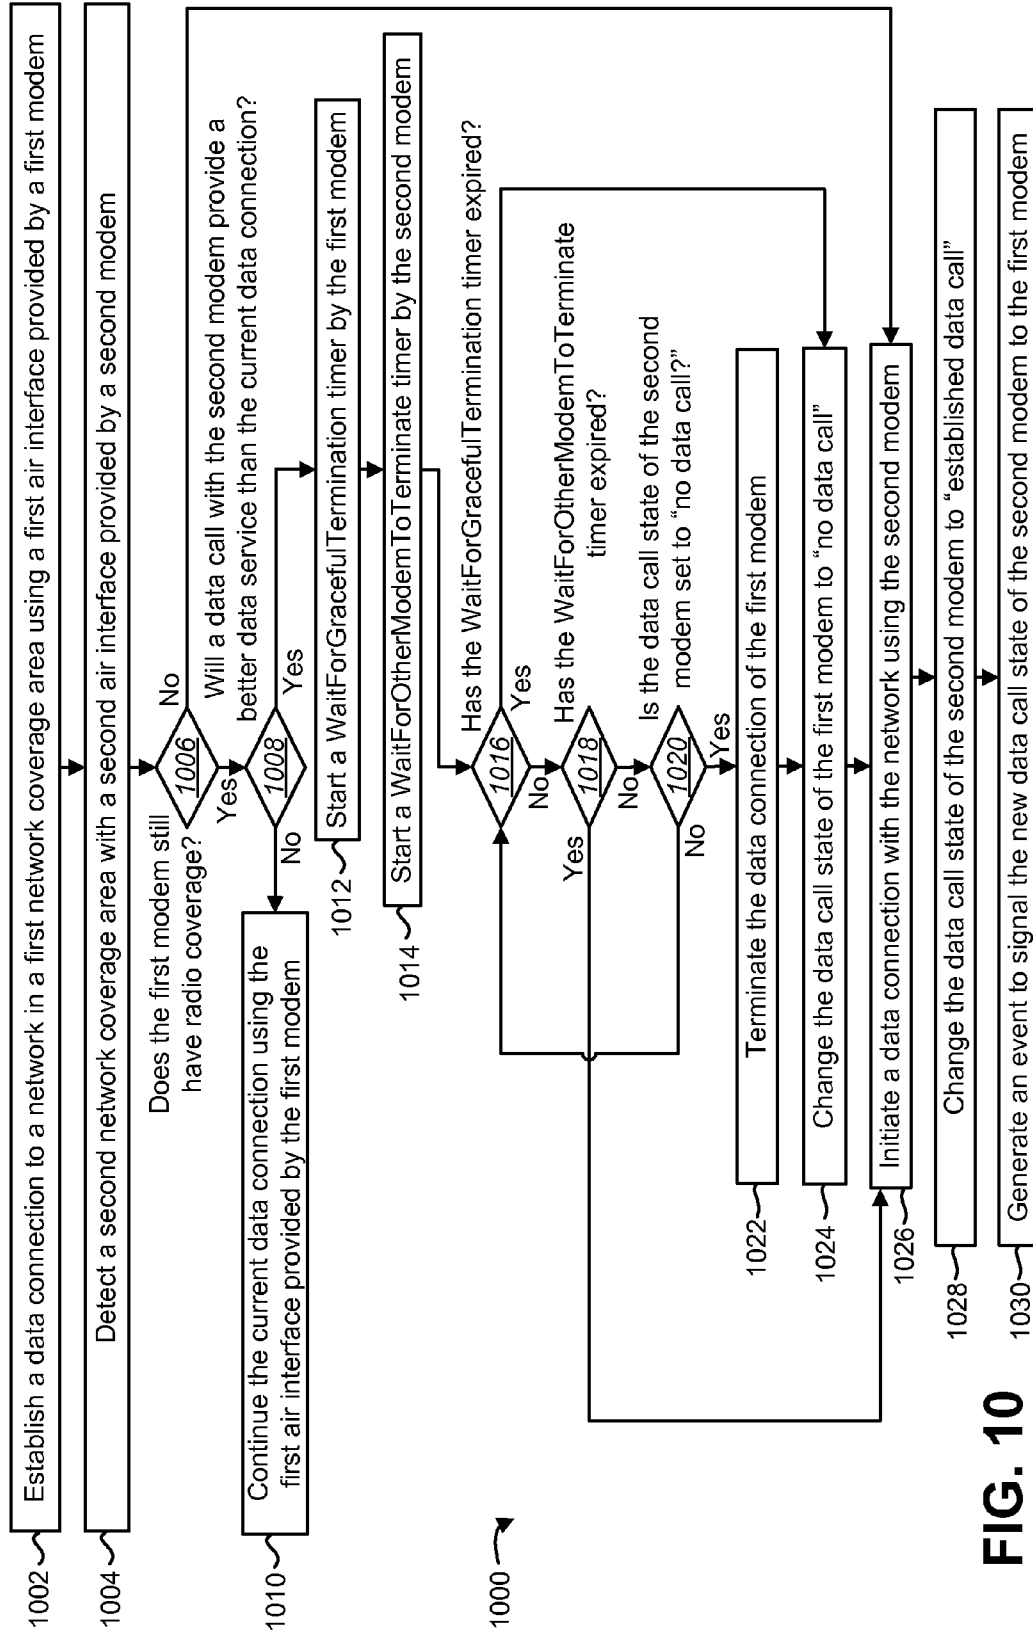 1002
Establish a data connection to a network in a first network coverage area using a first air interface provided by a first modem
1004
Detect a second network coverage area with a second air interface provided by a second modem
Does the first modem still
have radio coverage?
1006
No
Yes
Will a data call with the second modem provide a
better data service than the current data connection?
1008
No
Yes
1010
Continue the current data connection using the
first air interface provided by the first modem
1012
Start a WaitForGracefulTermination timer by the first modem
1014
Start a WaitForOtherModemToTerminate timer by the second modem
Has the WaitForGracefulTermination timer expired?
1016
Yes
No
Has the WaitForOtherModemToTerminate
timer expired?
1018
Yes
No
Is the data call state of the second
modem set to “no data call?”
1020
No
Yes
1022
Terminate the data connection of the first modem
1024
Change the data call state of the first modem to “no data call”
1026
Initiate a data connection with the network using the second modem
1028
Change the data call state of the second modem to “established data call”
1030
Generate an event to signal the new data call state of the second modem to the first modem
1000
FIG. 10